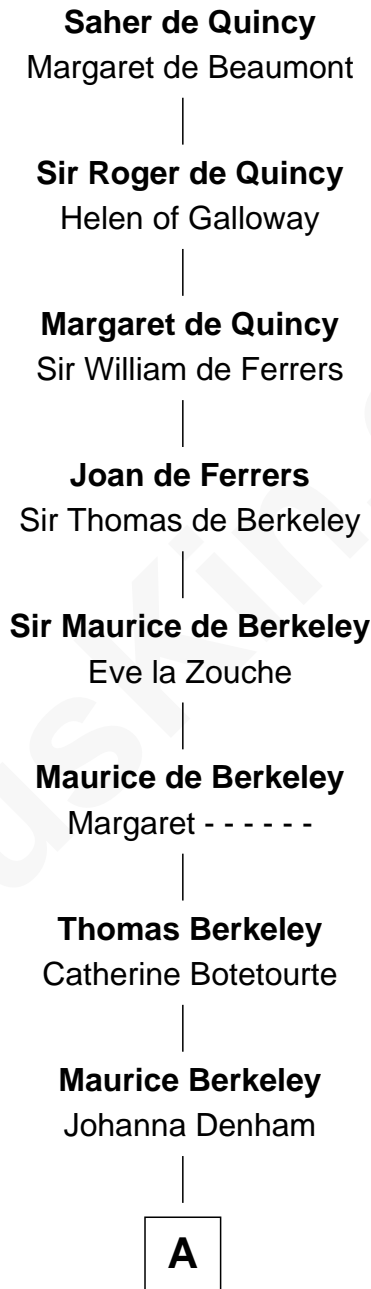 Saher de Quincy
Margaret de Beaumont
Sir Roger de Quincy
Helen of Galloway
Margaret de Quincy
Sir William de Ferrers
Joan de Ferrers
Sir Thomas de Berkeley
Sir Maurice de Berkeley
Eve la Zouche
Maurice de Berkeley
Margaret - - - - - -
Thomas Berkeley
Catherine Botetourte
Maurice Berkeley
Johanna Denham
A